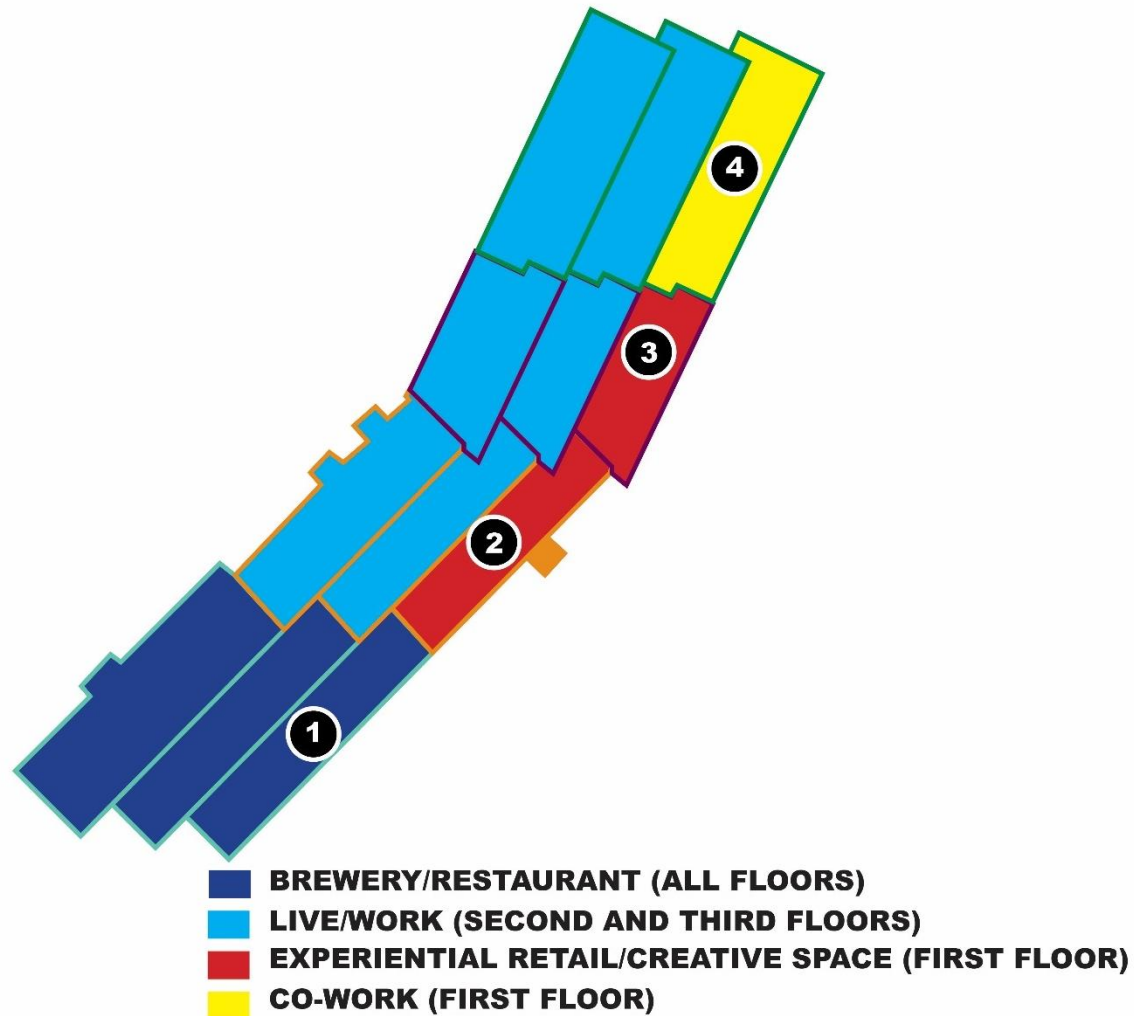 4
3
2
1
BREWERY/RESTAURANT (ALL FLOORS)
LIVE/WORK (SECOND AND THIRD FLOORS)
EXPERIENTIAL RETAIL/CREATIVE SPACE (FIRST FLOOR)
CO-WORK (FIRST FLOOR)